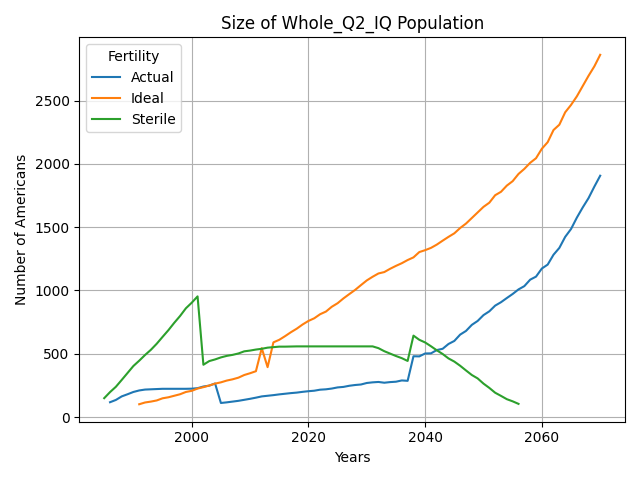 Size of Whole_Q2_IQ Population
Fertility
Actual
Ideal
Sterile
Number of Americans
2500
2000
1500
1000
500
0
2000 2020 2040 2060
Years